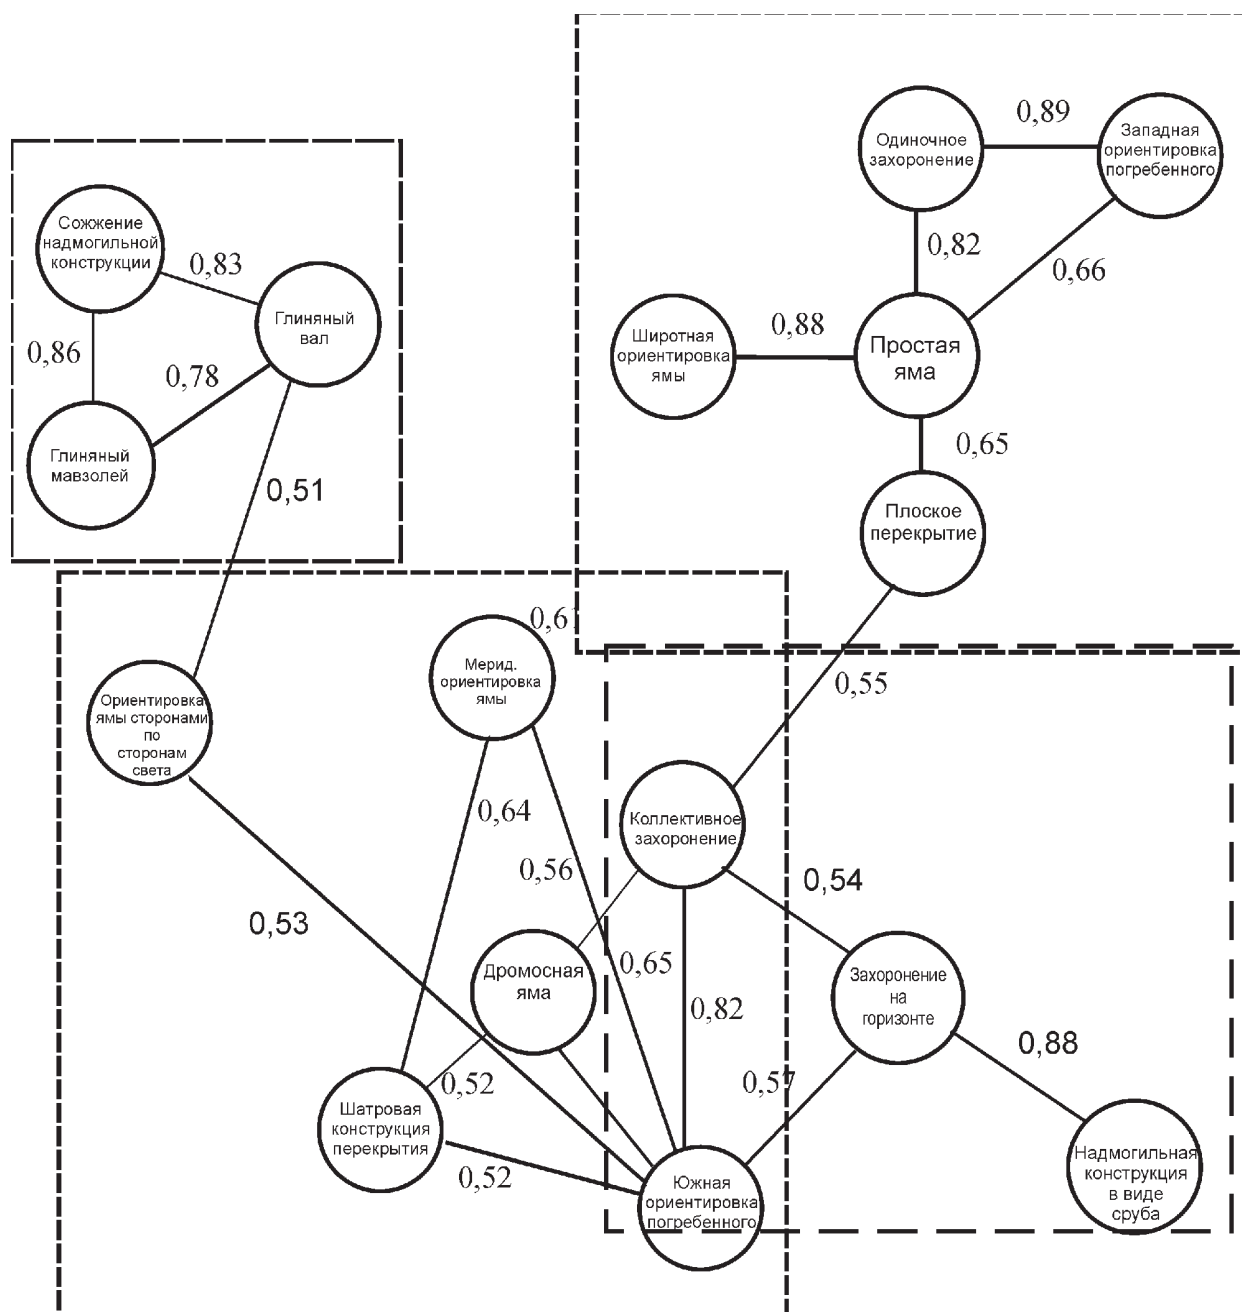 0,89
Одиночное
захоронение
Западная
ориентировка
погребенного
Сожжение
надмогильной
конструкции
0,83
0,82
0,66
Глиняный
вал
0,86
0,78
Широтная
ориентировка
ямы
0,88
Простая
яма
Глиняный
мавзолей
0,65
0,51
Плоское
перекрытие
0,61
Мерид.
ориентировка
ямы
0,55
Ориентировка
ямы сторонами
по
сторонам
света
0,64
Коллективное
захоронение
0,56
0,54
0,53
Дромосная
яма
0,65
0,82
Захоронение
на
горизонте
0,88
0,52
0,57
Шатровая
конструкция
перекрытия
0,52
Южная
ориентировка
погребенного
Надмогильная
конструкция
в виде
сруба